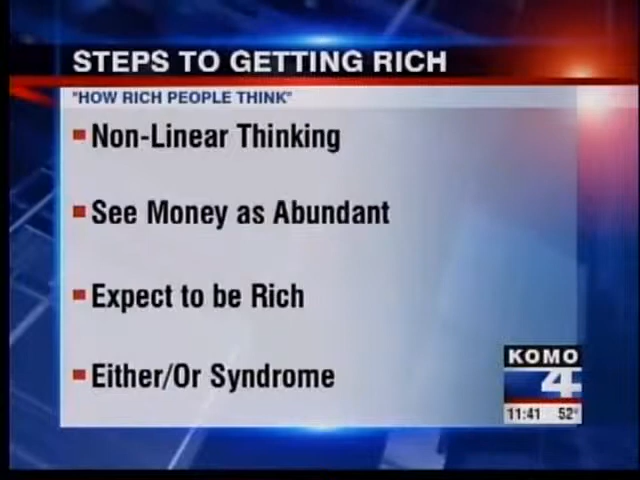 STEPS TO GETTING RICH
"HOW RICH PEOPLE THINK"
Non-Linear Thinking
See Money as Abundant
Expect to be Rich
Either/Or Syndrome
KOMO
4
11:41 52°